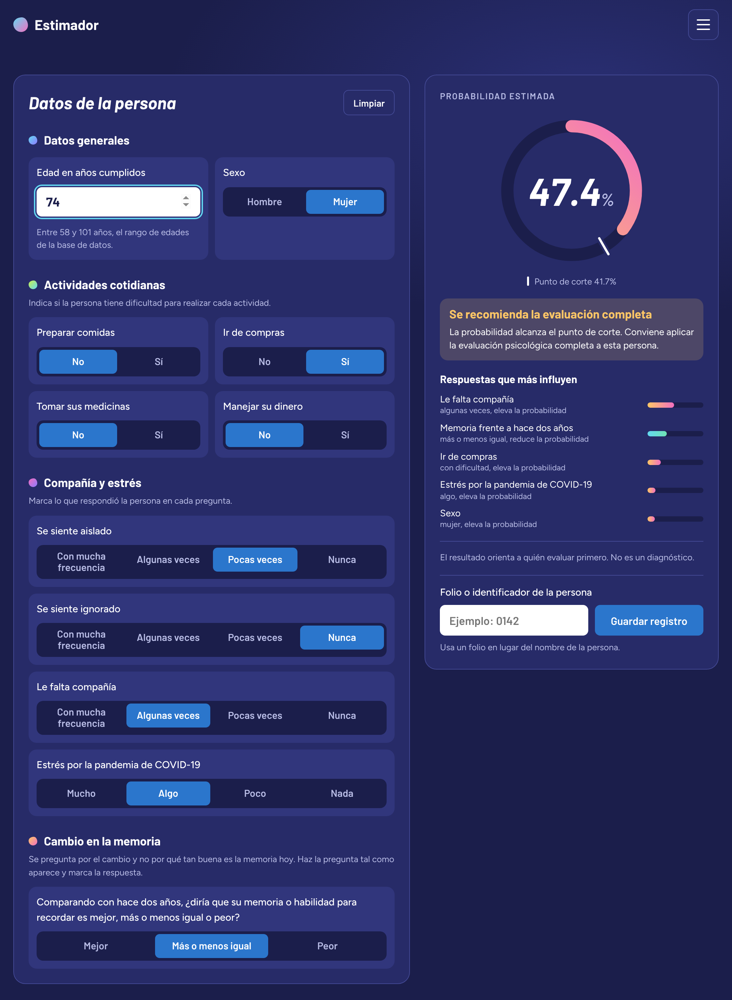 Estimador
Datos de la persona
Limpiar
Datos generales
Edad en años cumplidos
74
Entre 58 y 101 años, el rango de edades
de la base de datos.
Sexo
Hombre
Mujer
Actividades cotidianas
Indica si la persona tiene dificultad para realizar cada actividad.
Preparar comidas
No
Sí
Ir de compras
No
Sí
Tomar sus medicinas
No
Sí
Manejar su dinero
No
Sí
Compañía y estrés
Marca lo que respondió la persona en cada pregunta.
Se siente aislado
Con mucha
frecuencia
Algunas veces
Pocas veces
Nunca
Se siente ignorado
Con mucha
frecuencia
Algunas veces
Pocas veces
Nunca
Le falta compañía
Con mucha
frecuencia
Algunas veces
Pocas veces
Nunca
Estrés por la pandemia de COVID-19
Mucho
Algo
Poco
Nada
Cambio en la memoria
Se pregunta por el cambio y no por qué tan buena es la memoria hoy. Haz la pregunta tal como
aparece y marca la respuesta.
Comparando con hace dos años, ¿diría que su memoria o habilidad para
recordar es mejor, más o menos igual o peor?
Mejor
Más o menos igual
Peor
PROBABILIDAD ESTIMADA
47.4%
Punto de corte 41.7%
Se recomienda la evaluación completa
La probabilidad alcanza el punto de corte. Conviene aplicar
la evaluación psicológica completa a esta persona.
Respuestas que más influyen
Le falta compañía
algunas veces, eleva la probabilidad
Memoria frente a hace dos años
más o menos igual, reduce la probabilidad
Ir de compras
con dificultad, eleva la probabilidad
Estrés por la pandemia de COVID-19
algo, eleva la probabilidad
Sexo
mujer, eleva la probabilidad
El resultado orienta a quién evaluar primero. No es un diagnóstico.
Folio o identificador de la persona
Ejemplo: 0142
Guardar registro
Usa un folio en lugar del nombre de la persona.